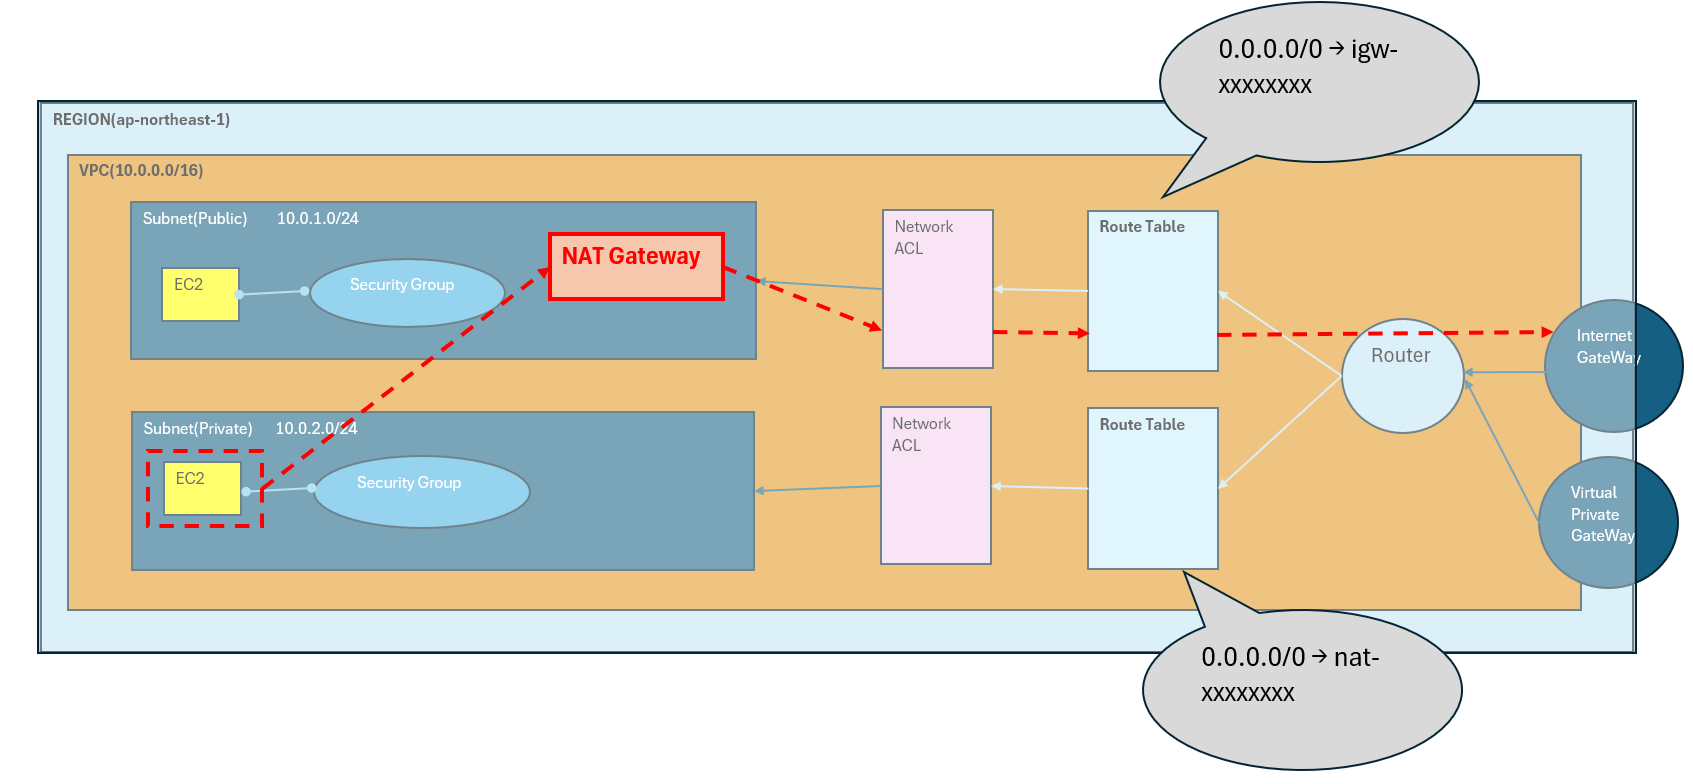 0.0.0.0/0 → igw-
xxxxxxxx
REGION(ap-northeast-1)
VPC(10.0.0.0/16)
Subnet(Public) 10.0.1.0/24
NAT Gateway
EC2
Security Group
Network
ACL
Route Table
Router
Internet
GateWay
Subnet(Private) 10.0.2.0/24
EC2
Security Group
Network
ACL
Route Table
Virtual
Private
GateWay
0.0.0.0/0 → nat-
xxxxxxxx